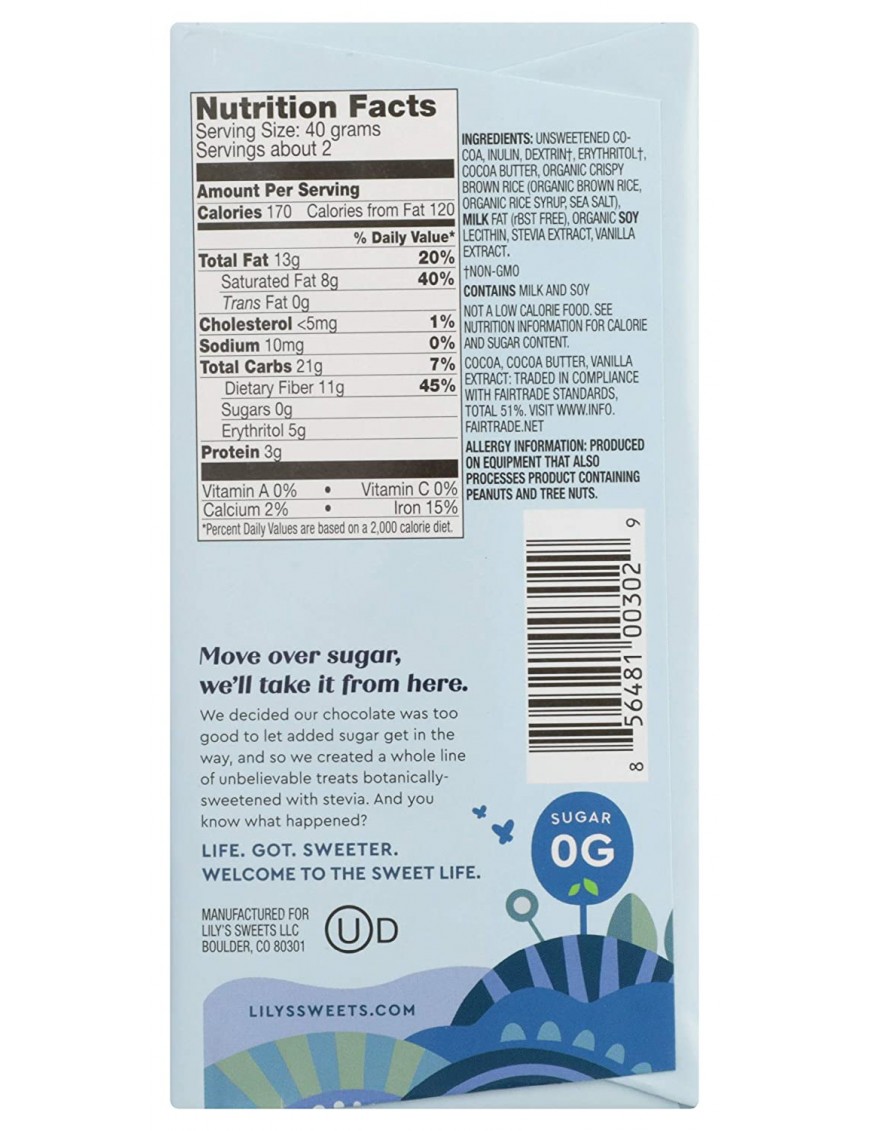 Nutrition Facts
Serving Size: 40 grams
Servings about 2
Amount Per Serving
Calories 170 Calories from Fat 120
% Daily Value*
Total Fat 13g 20%
Saturated Fat 8g 40%
Trans Fat 0g
Cholesterol <5mg 1%
Sodium 10mg 0%
Total Carbs 21g 7%
Dietary Fiber 11g 45%
Sugars 0g
Erythritol 5g
Protein 3g
Vitamin A 0% • Vitamin C 0%
Calcium 2% • Iron 15%
*Percent Daily Values are based on a 2,000 calorie diet.
INGREDIENTS: UNSWEETENED CO-
COA, INULIN, DEXTRIN†, ERYTHRITOL†,
COCOA BUTTER, ORGANIC CRISPY
BROWN RICE (ORGANIC BROWN RICE,
ORGANIC RICE SYRUP, SEA SALT),
MILK FAT (rBST FREE), ORGANIC SOY
LECITHIN, STEVIA EXTRACT, VANILLA
EXTRACT.
†NON-GMO
CONTAINS MILK AND SOY
NOT A LOW CALORIE FOOD. SEE
NUTRITION INFORMATION FOR CALORIE
AND SUGAR CONTENT.
COCOA, COCOA BUTTER, VANILLA
EXTRACT: TRADED IN COMPLIANCE
WITH FAIRTRADE STANDARDS,
TOTAL 51%. VISIT WWW.INFO.
FAIRTRADE.NET
ALLERGY INFORMATION: PRODUCED
ON EQUIPMENT THAT ALSO
PROCESSES PRODUCT CONTAINING
PEANUTS AND TREE NUTS.
8 56481 00302 9
Move over sugar,
we'll take it from here.
We decided our chocolate was too
good to let added sugar get in the
way, and so we created a whole line
of unbelievable treats botanically-
sweetened with stevia. And you
know what happened?
LIFE. GOT. SWEETER.
WELCOME TO THE SWEET LIFE.
SUGAR
0G
MANUFACTURED FOR
LILY'S SWEETS LLC
BOULDER, CO 80301
U D
LILYSSWEETS.COM